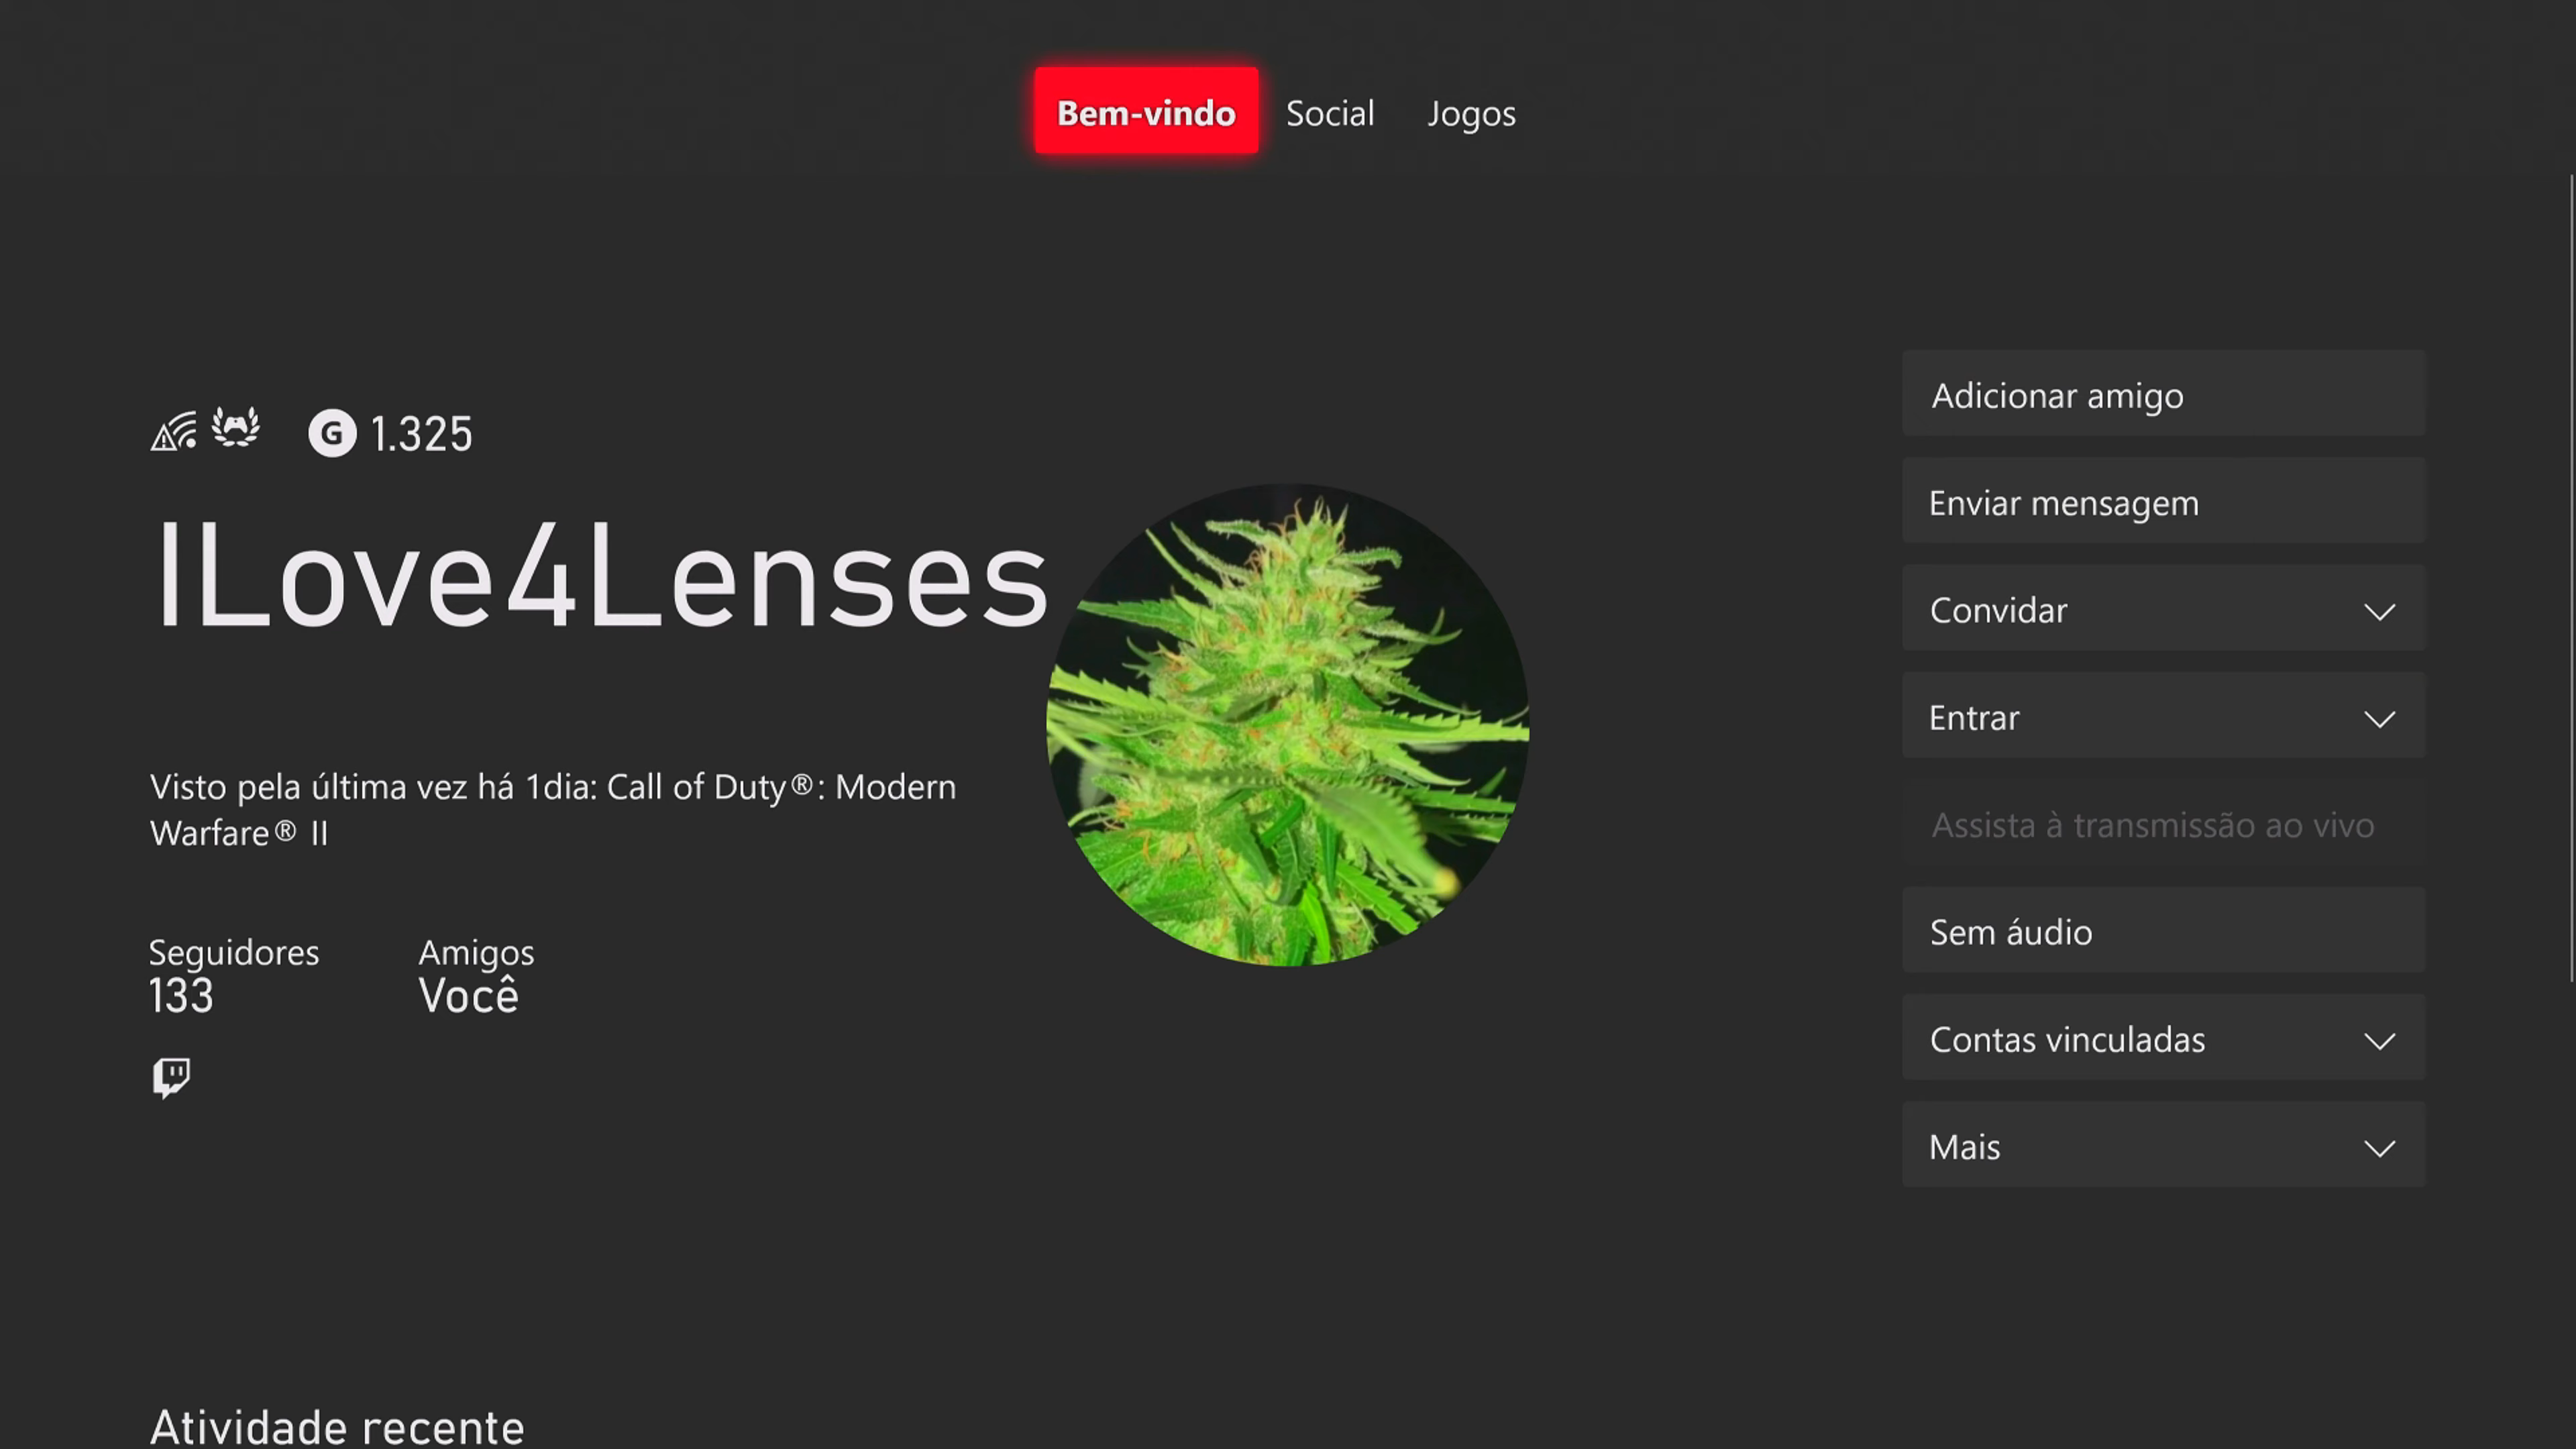 Bem-vindo Social Jogos
G 1.325
ILove4Lenses
Visto pela última vez há 1dia: Call of Duty®: Modern
Warfare® II
Seguidores Amigos
133 Você
Adicionar amigo
Enviar mensagem
Convidar
Entrar
Assista à transmissão ao vivo
Sem áudio
Contas vinculadas
Mais
Atividade recente